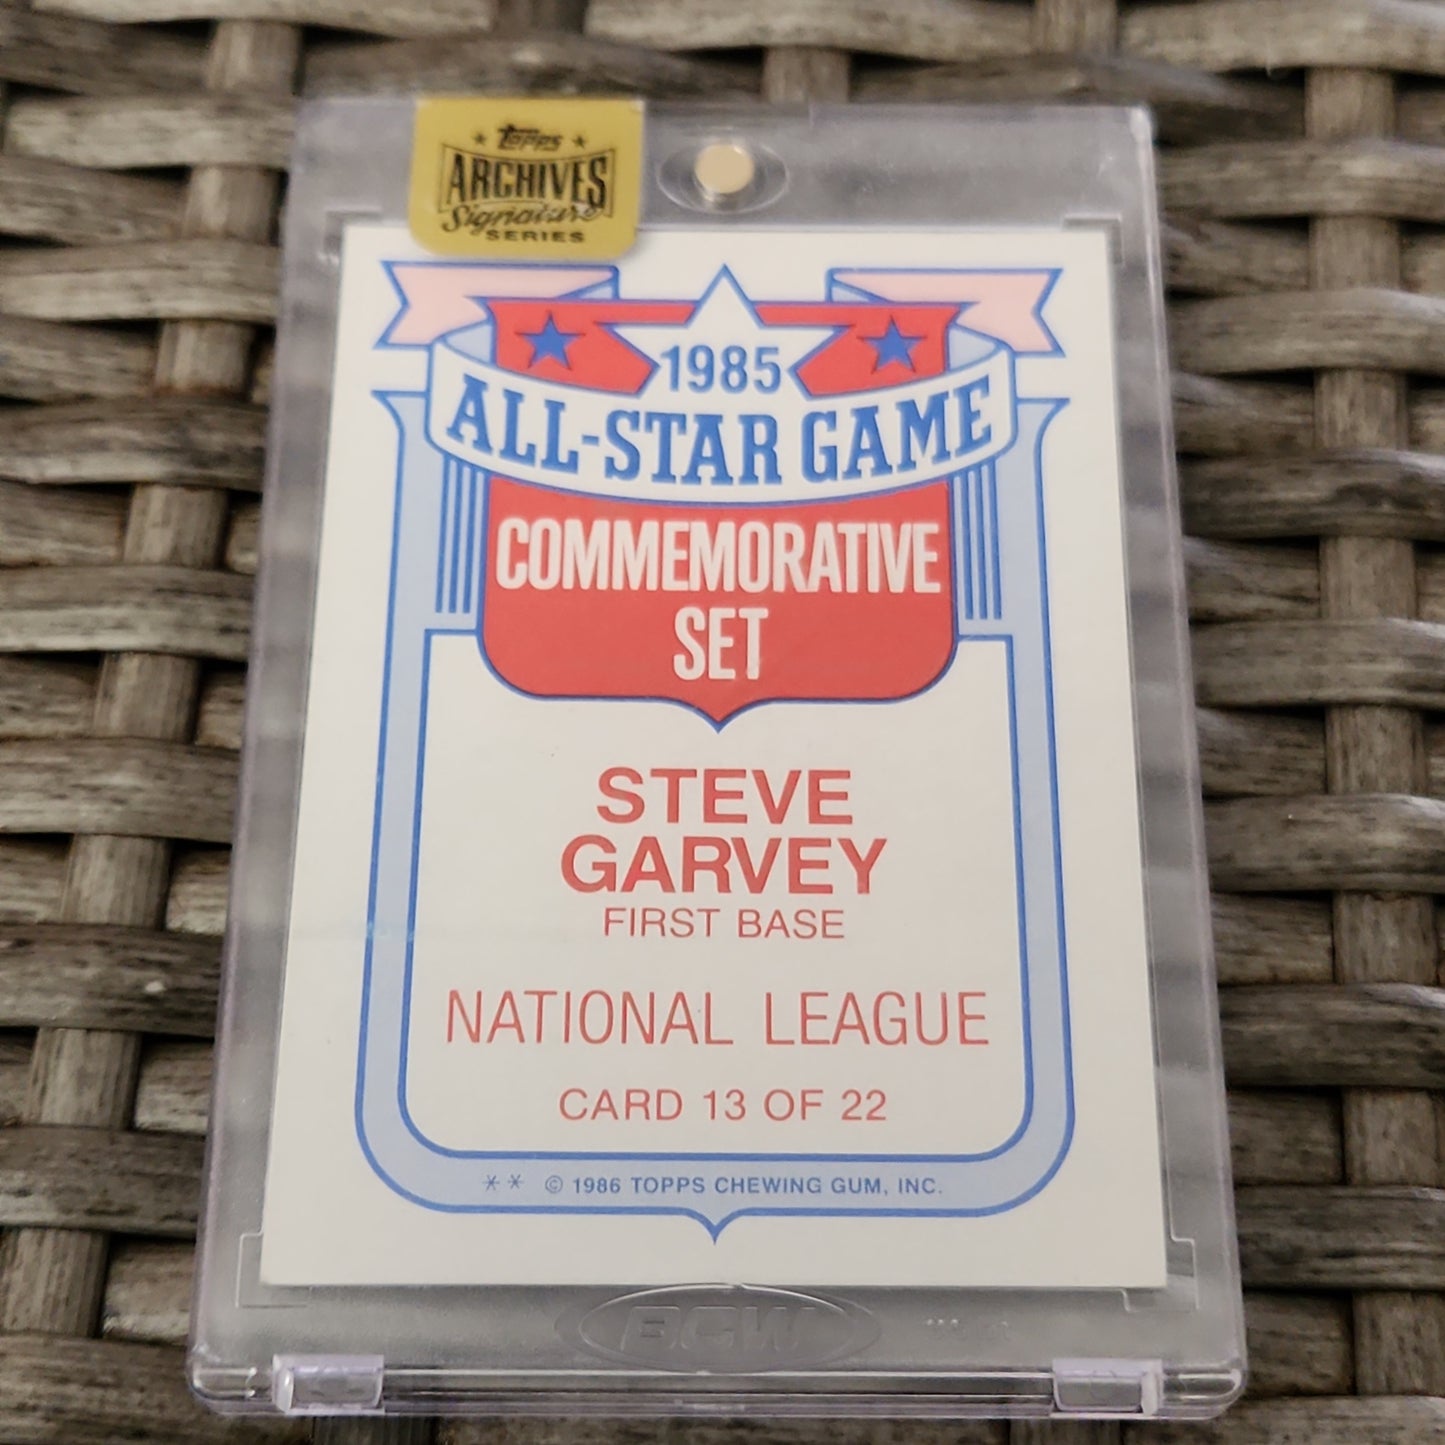 Topps
ARCHIVES
Signature
SERIES
1985
ALL-STAR GAME
COMMEMORATIVE
SET
STEVE
GARVEY
FIRST BASE
NATIONAL LEAGUE
CARD 13 OF 22
** © 1986 TOPPS CHEWING GUM, INC.
BCW